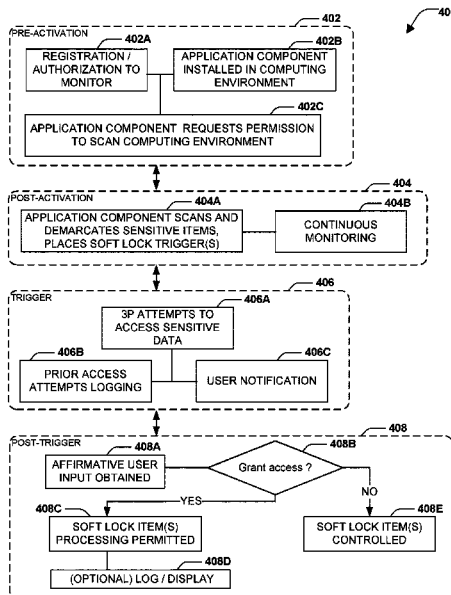 40
402
PRE-ACTIVATION
402A
402B
REGISTRATION /
AUTHORIZATION TO
MONITOR
APPLICATION COMPONENT
INSTALLED IN COMPUTING
ENVIRONMENT
402C
APPLICATION COMPONENT REQUESTS PERMISSION
TO SCAN COMPUTING ENVIRONMENT
404
POST-ACTIVATION
404A
404B
APPLICATION COMPONENT SCANS AND
DEMARCATES SENSITIVE ITEMS,
PLACES SOFT LOCK TRIGGER(S)
CONTINUOUS
MONITORING
406
TRIGGER
406A
3P ATTEMPTS TO
ACCESS SENSITIVE
DATA
406B
406C
PRIOR ACCESS
ATTEMPTS LOGGING
USER NOTIFICATION
408
POST-TRIGGER
408A
408B
AFFIRMATIVE USER
INPUT OBTAINED
Grant access ?
408C
YES
NO
408E
SOFT LOCK ITEM(S)
PROCESSING PERMITTED
SOFT LOCK ITEM(S)
CONTROLLED
408D
(OPTIONAL) LOG / DISPLAY